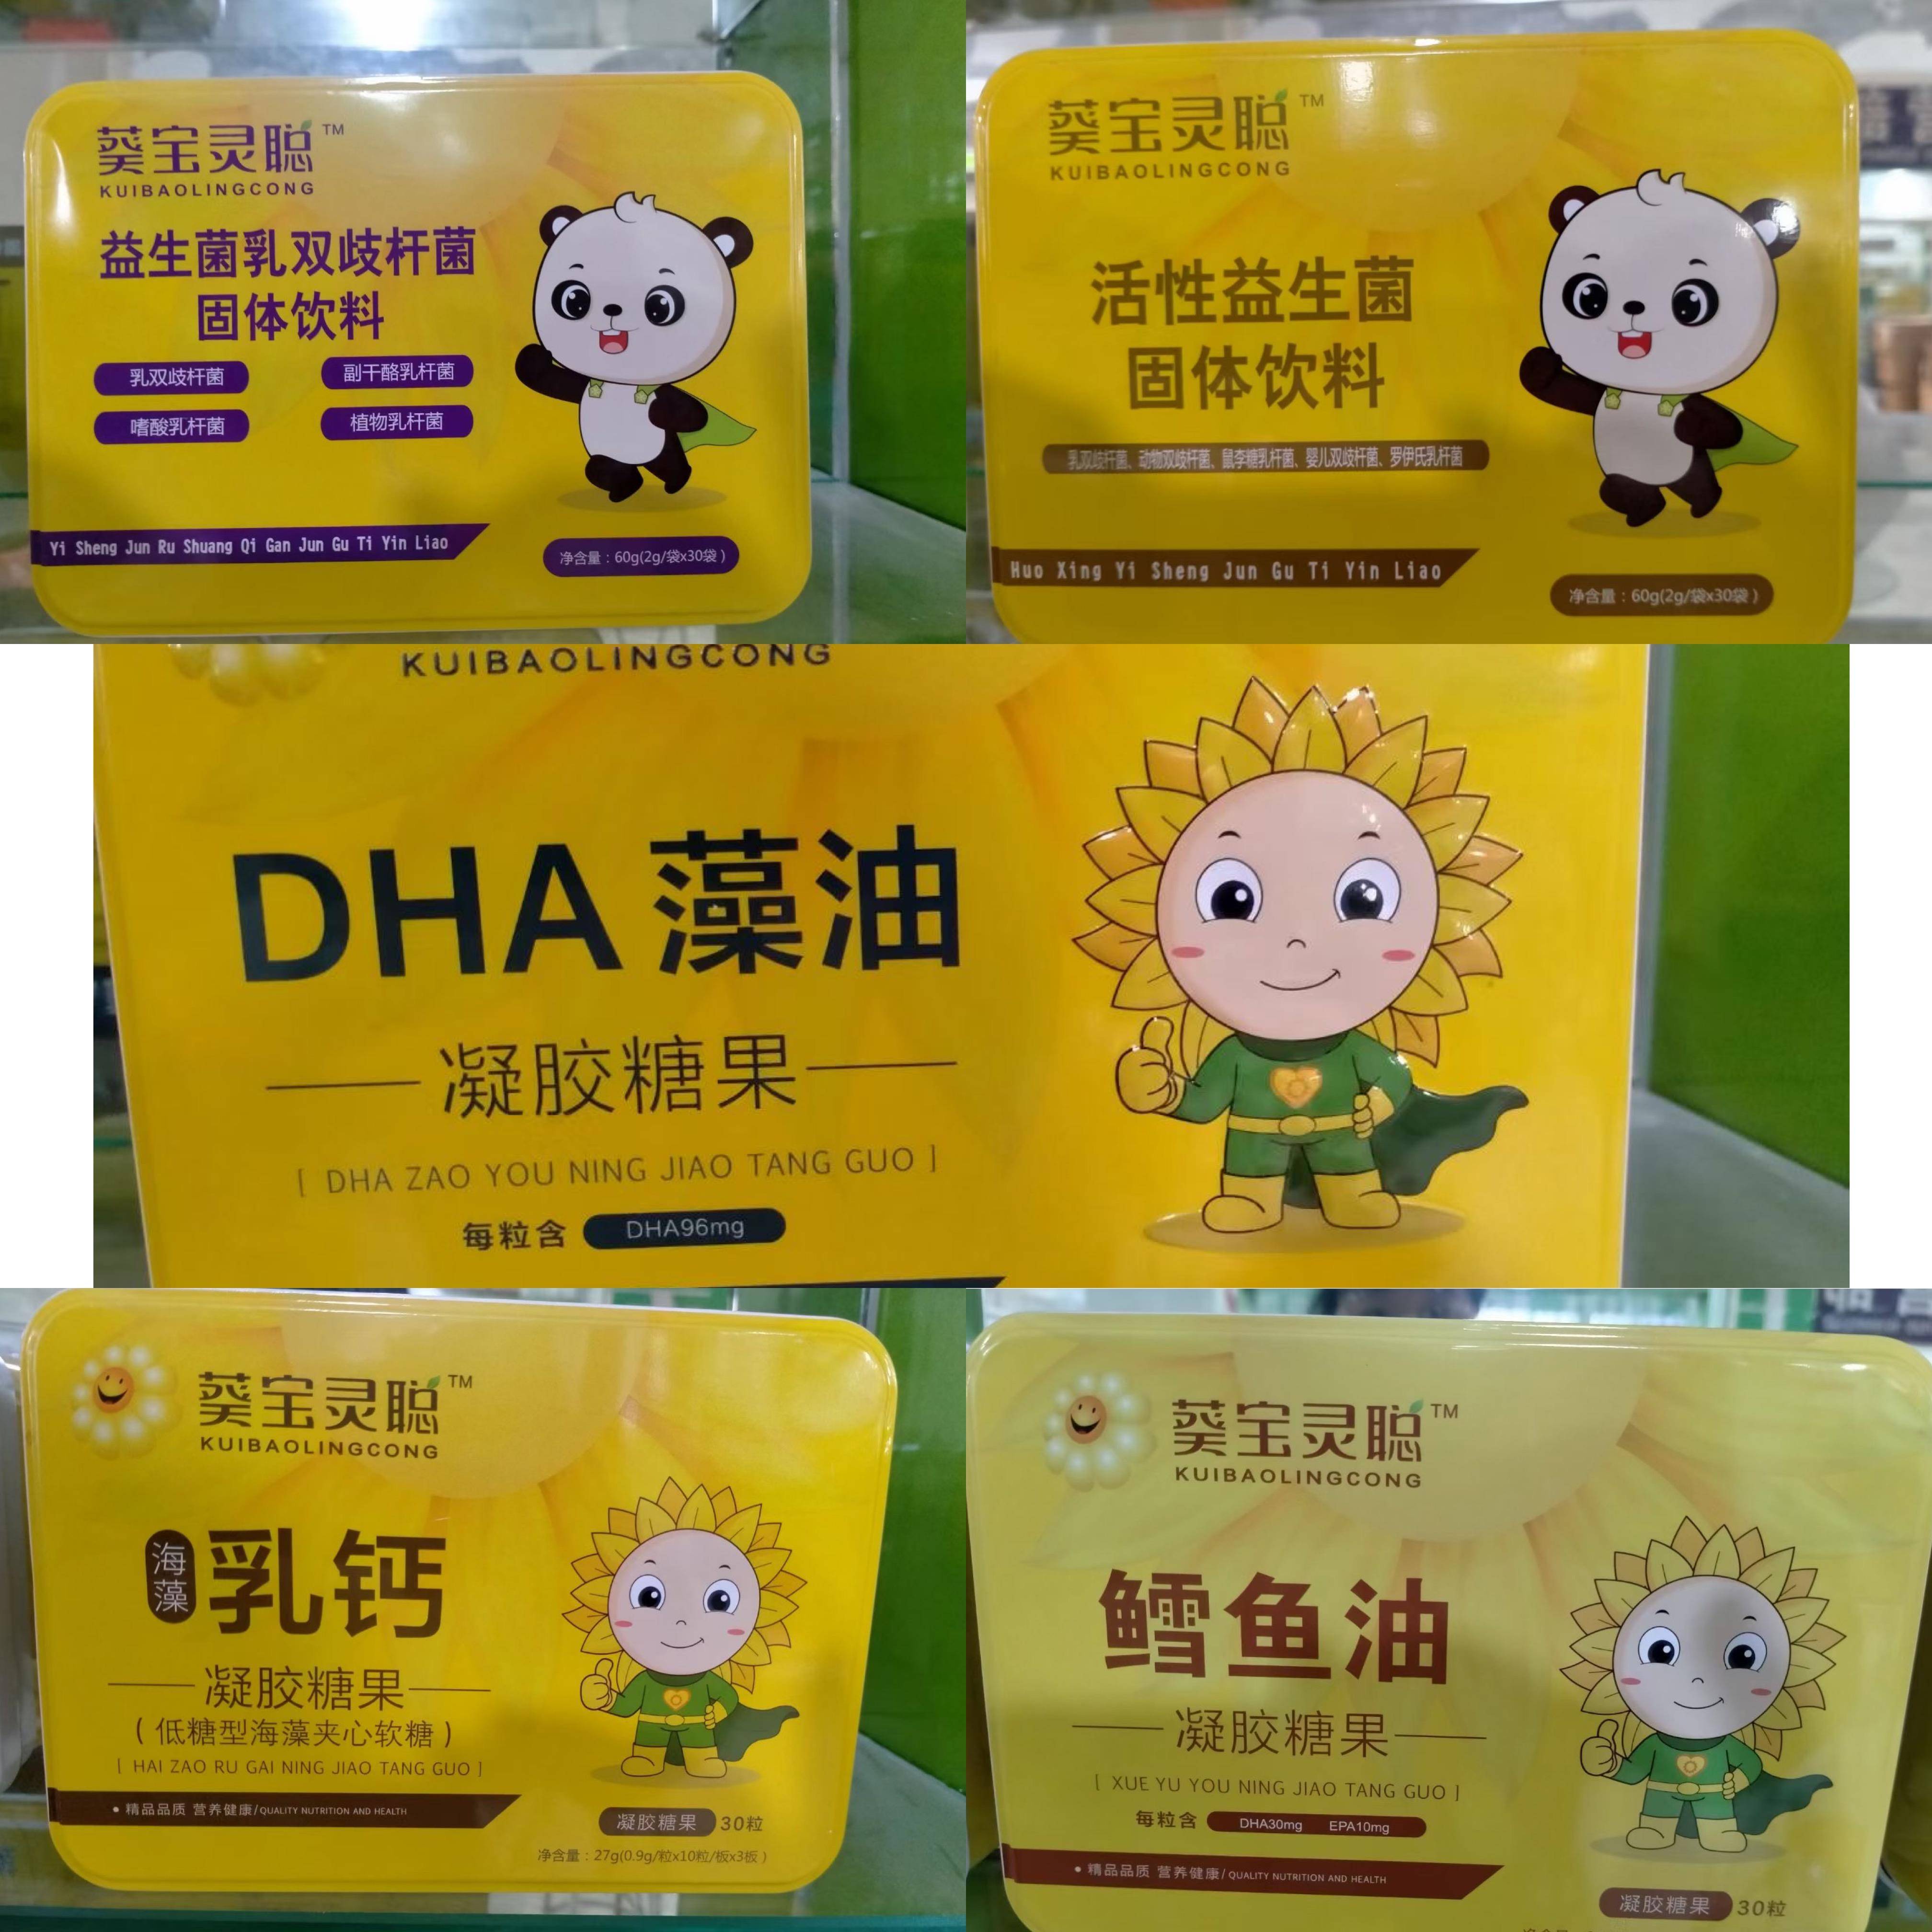 葵宝灵聪™
KUIBAOLINGCONG
益生菌乳双歧杆菌
固体饮料
乳双歧杆菌
副干酪乳杆菌
嗜酸乳杆菌
植物乳杆菌
Yi Sheng Jun Ru Shuang Qi Gan Jun Gu Ti Yin Liao
净含量：60g(2g/袋x30袋）
葵宝灵聪™
KUIBAOLINGCONG
活性益生菌
固体饮料
乳双歧杆菌、动物双歧杆菌、鼠李糖乳杆菌、婴儿双歧杆菌、罗伊氏乳杆菌
Huo Xing Yi Sheng Jun Gu Ti Yin Liao
净含量：60g(2g/袋x30袋）
KUIBAOLINGCONG
DHA藻油
凝胶糖果
[ DHA ZAO YOU NING JIAO TANG GUO ]
每粒含 DHA96mg
葵宝灵聪™
KUIBAOLINGCONG
海藻乳钙
凝胶糖果
(低糖型海藻夹心软糖)
[ HAI ZAO RU GAI NING JIAO TANG GUO ]
• 精品品质 营养健康/QUALITY NUTRITION AND HEALTH
凝胶糖果 30粒
净含量：27g(0.9g/粒x10粒/板x3板）
葵宝灵聪™
KUIBAOLINGCONG
鳕鱼油
凝胶糖果
[ XUE YU YOU NING JIAO TANG GUO ]
每粒含 DHA30mg EPA10mg
• 精品品质 营养健康/QUALITY NUTRITION AND HEALTH
凝胶糖果 30粒